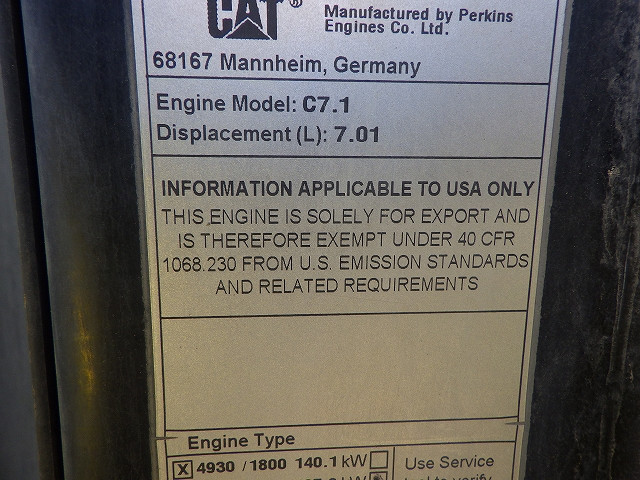 CAT®
Manufactured by Perkins
Engines Co. Ltd.
68167 Mannheim, Germany
Engine Model: C7.1
Displacement (L): 7.01
INFORMATION APPLICABLE TO USA ONLY
THIS ENGINE IS SOLELY FOR EXPORT AND
IS THEREFORE EXEMPT UNDER 40 CFR
1068.230 FROM U.S. EMISSION STANDARDS
AND RELATED REQUIREMENTS
Engine Type
X 4930 / 1800 140.1 kW
Use Service